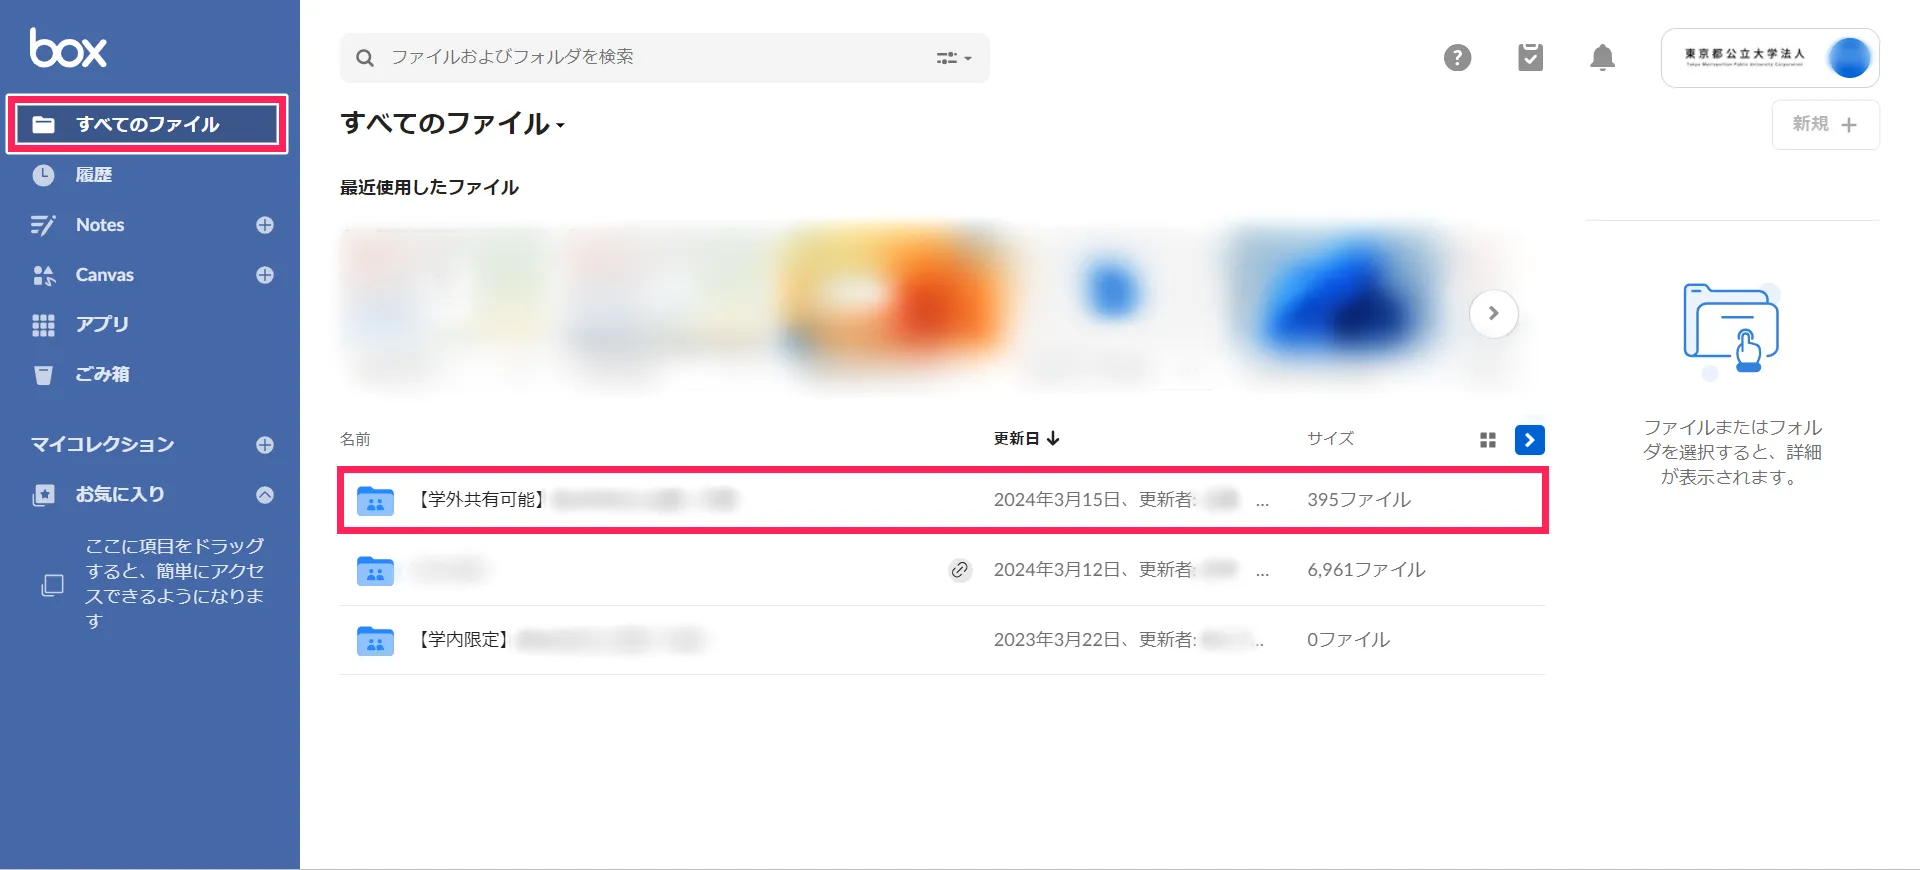 box
すべてのファイル
履歴
Notes
Canvas
アプリ
ごみ箱
マイコレクション
お気に入り
ここに項目をドラッグ
すると、簡単にアクセ
スできるようになりま
す
ファイルおよびフォルダを検索
東京都公立大学法人
Tokyo Metropolitan Public University Corporation
すべてのファイル
新規
最近使用したファイル
名前 更新日 サイズ
【学外共有可能】 2024年3月15日、更新者: ... 395ファイル
2024年3月12日、更新者: ... 6,961ファイル
【学内限定】 2023年3月22日、更新者: ... 0ファイル
ファイルまたはフォル
ダを選択すると、詳細
が表示されます。